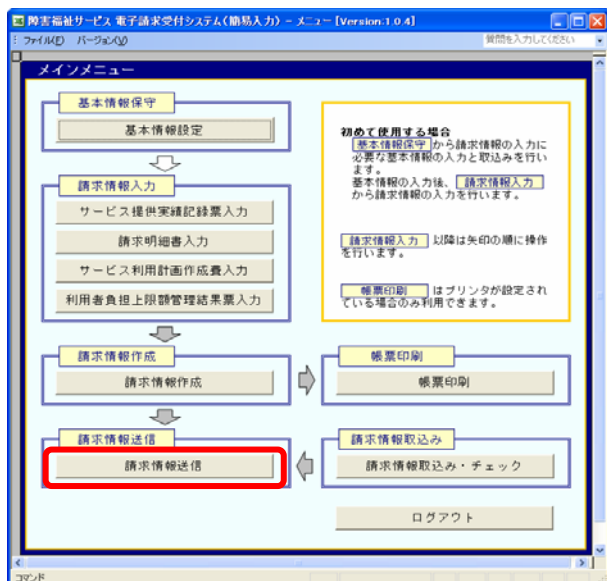 障害福祉サービス 電子請求受付システム(簡易入力) - メニュー [Version:1.0.4]
ファイル(F) バージョン(V)
質問を入力してください
メインメニュー
基本情報保守
基本情報設定
請求情報入力
サービス提供実績記録票入力
請求明細書入力
サービス利用計画作成費入力
利用者負担上限額管理結果票入力
初めて使用する場合
基本情報保守 から請求情報の入力に
必要な基本情報の入力と取込みを行い
ます。
基本情報の入力後、 請求情報入力
から請求情報の入力を行います。
請求情報入力 以降は矢印の順に操作
を行います。
帳票印刷 はプリンタが設定され
ている場合のみ利用できます。
請求情報作成
請求情報作成
帳票印刷
帳票印刷
請求情報送信
請求情報送信
請求情報取込み
請求情報取込み・チェック
ログアウト
コマンド